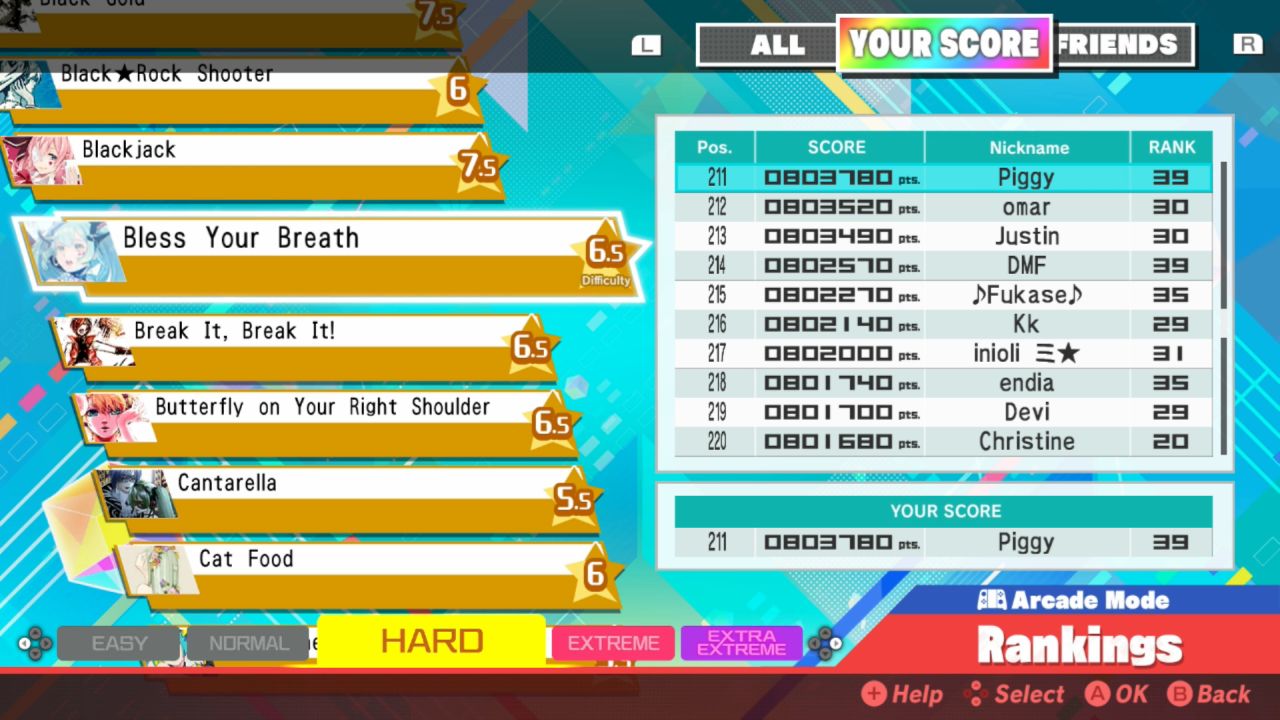 Black Gold
7.5
Black★Rock Shooter
6
Blackjack
7.5
Bless Your Breath
6.5
Difficulty
Break It, Break It!
6.5
Butterfly on Your Right Shoulder
6.5
Cantarella
5.5
Cat Food
6
EASY NORMAL HARD EXTREME EXTRA EXTREME
L ALL YOUR SCORE FRIENDS R
Pos. SCORE Nickname RANK
211 0803780 pts. Piggy 39
212 0803520 pts. omar 30
213 0803490 pts. Justin 30
214 0802570 pts. DMF 39
215 0802270 pts. ♪Fukase♪ 35
216 0802140 pts. Kk 29
217 0802000 pts. inioli 三★ 31
218 0801740 pts. endia 35
219 0801700 pts. Devi 29
220 0801680 pts. Christine 20
YOUR SCORE
211 0803780 pts. Piggy 39
Arcade Mode
Rankings
+ Help Select A OK B Back